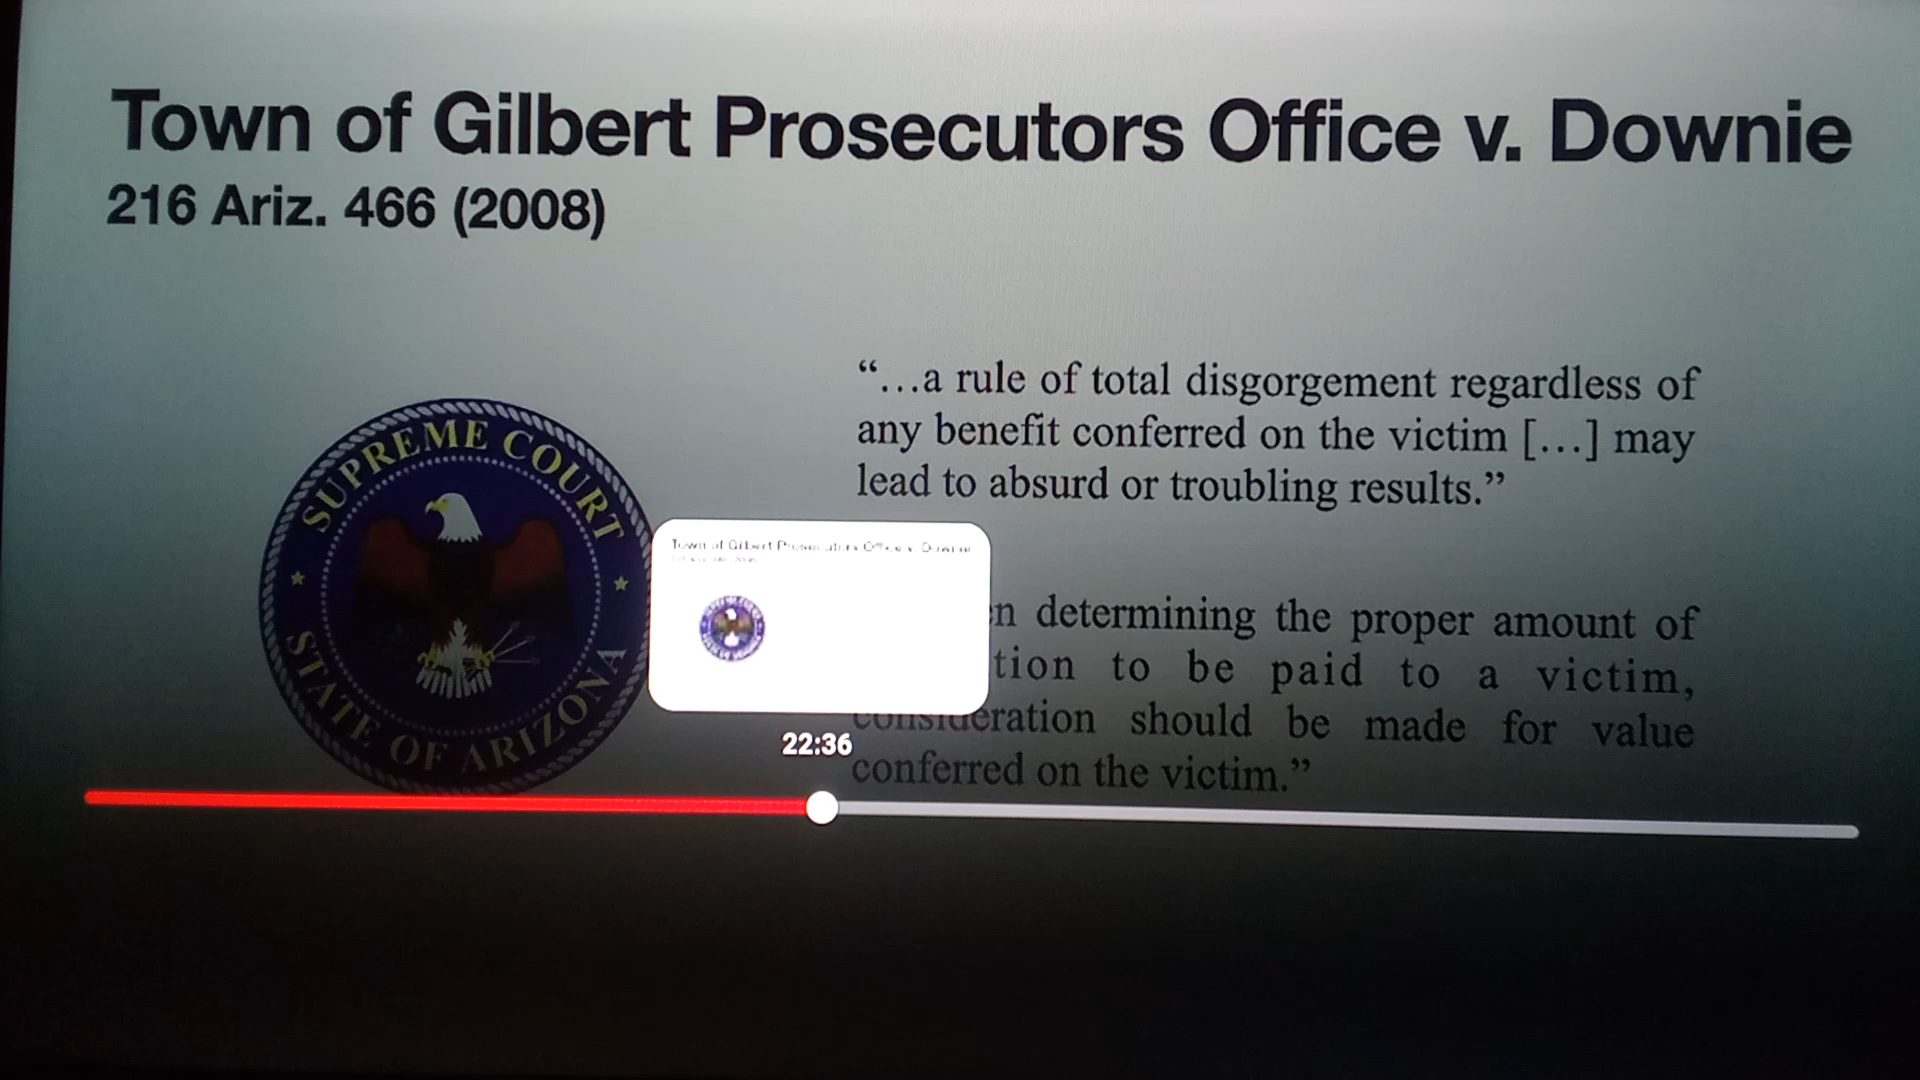 Town of Gilbert Prosecutors Office v. Downie
216 Ariz. 466 (2008)
SUPREME COURT
STATE OF ARIZONA
“…a rule of total disgorgement regardless of
any benefit conferred on the victim […] may
lead to absurd or troubling results.”
Town of Gilbert
n determining the proper amount of
tion to be paid to a victim,
consideration should be made for value
conferred on the victim.”
22:36